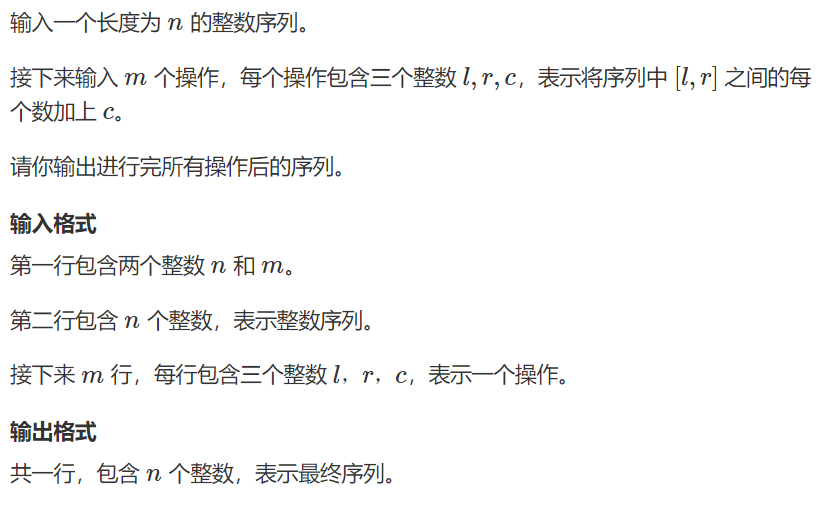 输入一个长度为 n 的整数序列。
接下来输入 m 个操作，每个操作包含三个整数 l, r, c，表示将序列中 [l, r] 之间的每
个数加上 c。
请你输出进行完所有操作后的序列。
输入格式
第一行包含两个整数 n 和 m。
第二行包含 n 个整数，表示整数序列。
接下来 m 行，每行包含三个整数 l，r，c，表示一个操作。
输出格式
共一行，包含 n 个整数，表示最终序列。